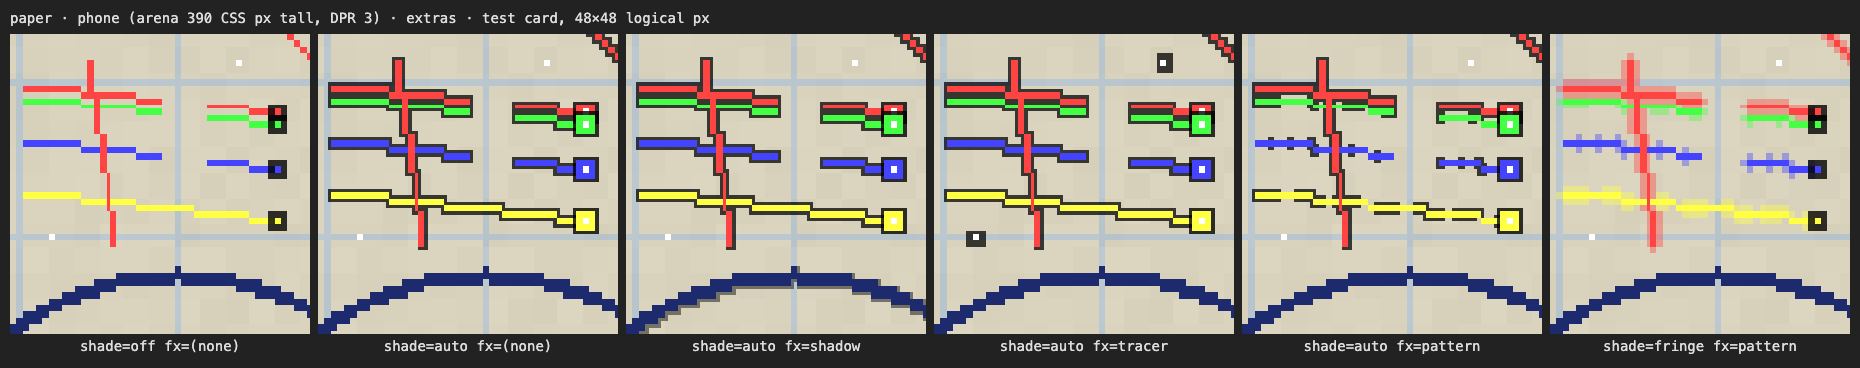 paper · phone (arena 390 CSS px tall, DPR 3) · extras · test card, 48×48 logical px
shade=off fx=(none)
shade=auto fx=(none)
shade=auto fx=shadow
shade=auto fx=tracer
shade=auto fx=pattern
shade=fringe fx=pattern